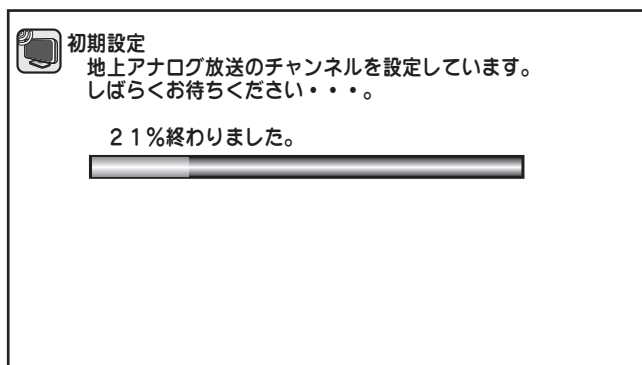 初期設定
地上アナログ放送のチャンネルを設定しています。
しばらくお待ちください・・・。
２１%終わりました。